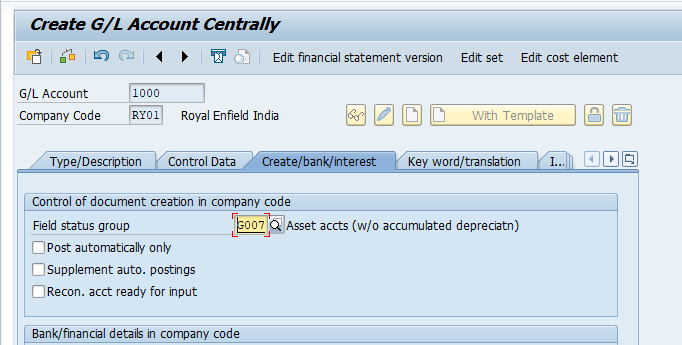 Create G/L Account Centrally
Edit financial statement version Edit set Edit cost element
G/L Account 1000
Company Code RY01 Royal Enfield India With Template
Type/Description Control Data Create/bank/interest Key word/translation I...
Control of document creation in company code
Field status group G007 Asset accts (w/o accumulated depreciatn)
Post automatically only
Supplement auto. postings
Recon. acct ready for input
Bank/financial details in company code